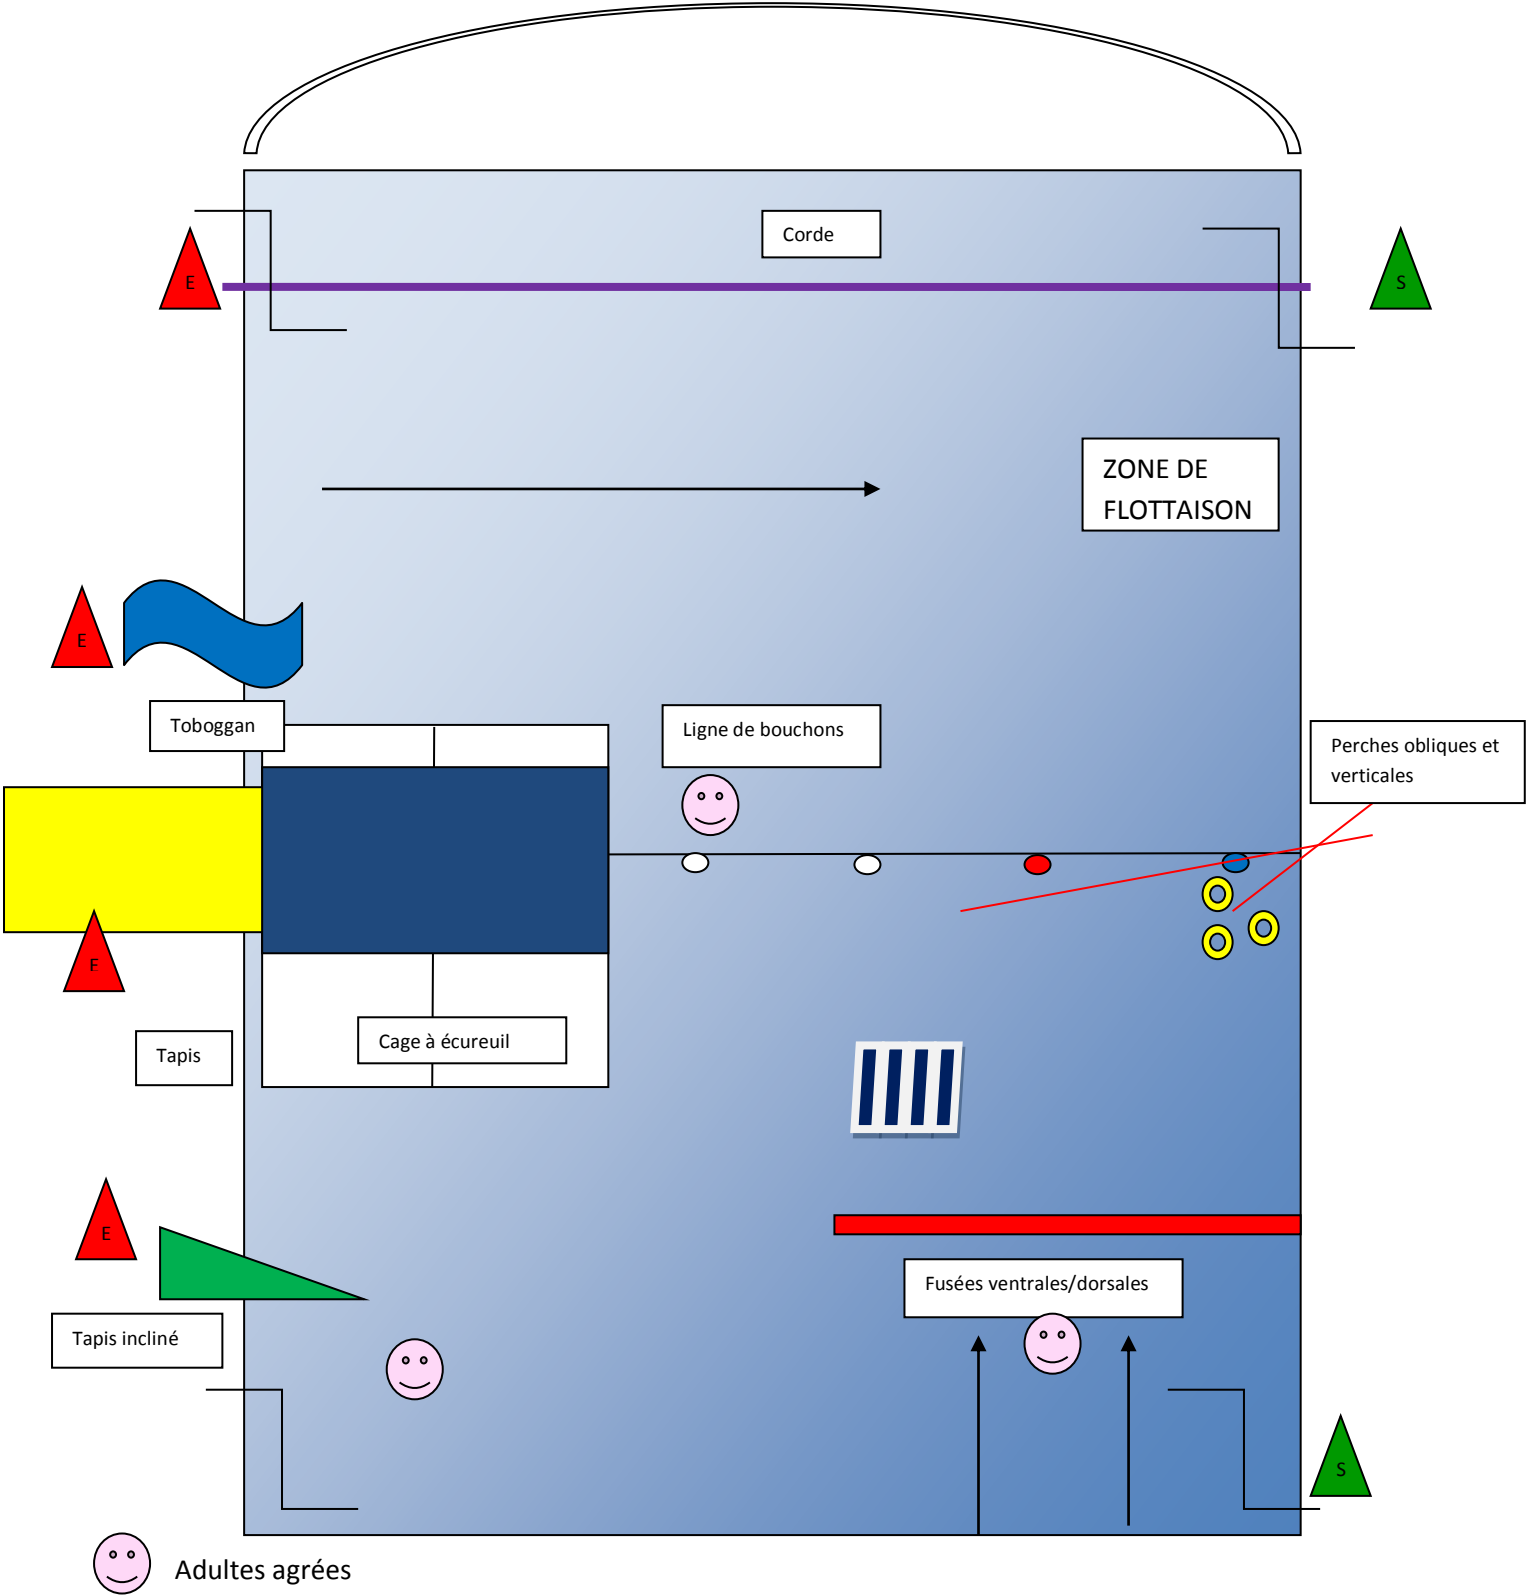 Corde
E
S
ZONE DE
FLOTTAISON
E
Toboggan
Ligne de bouchons
Perches obliques et
verticales
E
Cage à écureuil
Tapis
E
Fusées ventrales/dorsales
Tapis incliné
S
Adultes agrées